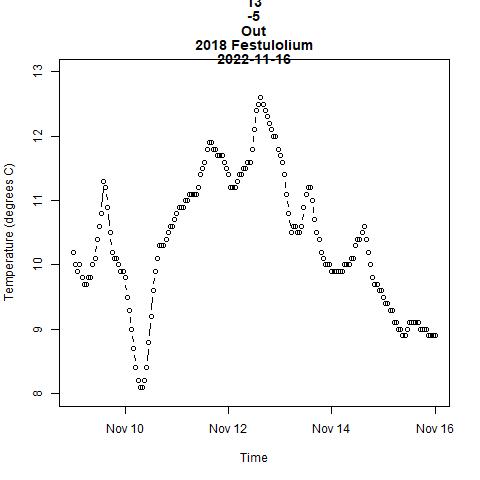 13
-5
Out
2018 Festulolium
2022-11-16
Temperature (degrees C)
13
12
11
10
9
8
Nov 10
Nov 12
Nov 14
Nov 16
Time